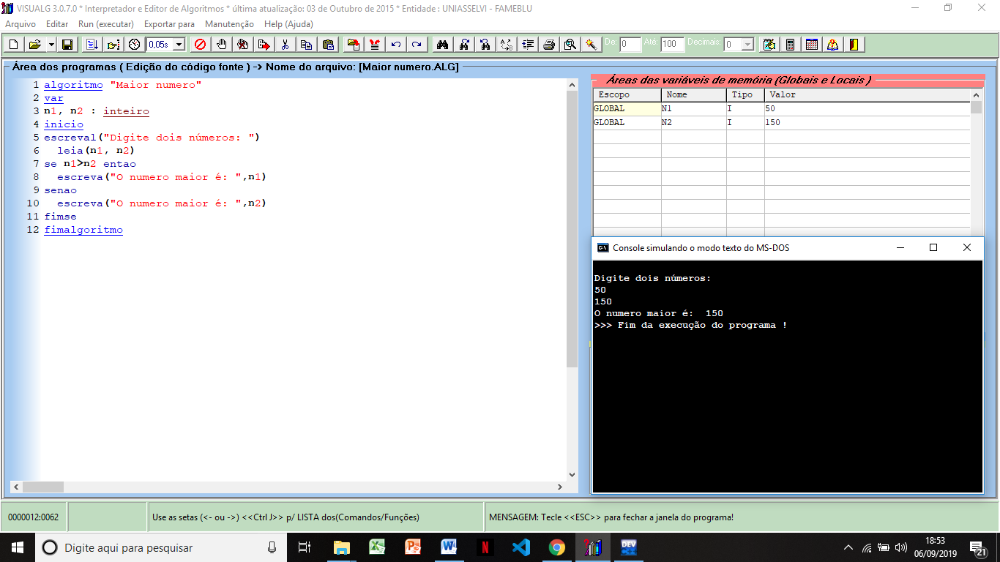 VISUALG 3.0.7.0 * Interpretador e Editor de Algoritmos * última atualização: 03 de Outubro de 2015 * Entidade : UNIASSELVI - FAMEBLU
Arquivo Editar Run (executar) Exportar para Manutenção Help (Ajuda)
0,05s De: 0 Até: 100 Decimais: 0
Área dos programas ( Edição do código fonte ) -> Nome do arquivo: [Maior numero.ALG]
1 algoritmo "Maior numero"
2 var
3 n1, n2 : inteiro
4 inicio
5 escreval("Digite dois números: ")
6 leia(n1, n2)
7 se n1>n2 entao
8 escreva("O numero maior é: ",n1)
9 senao
10 escreva("O numero maior é: ",n2)
11 fimse
12 fimalgoritmo
Áreas das variáveis de memória (Globais e Locais )
Escopo Nome Tipo Valor
GLOBAL N1 I 50
GLOBAL N2 I 150
Console simulando o modo texto do MS-DOS
Digite dois números:
50
150
O numero maior é:  150
>>> Fim da execução do programa !
0000012:0062 Use as setas (<- ou ->) <<Ctrl J>> p/ LISTA dos(Comandos/Funções) MENSAGEM: Tecle <<ESC>> para fechar a janela do programa!
Digite aqui para pesquisar
DEV
18:53
06/09/2019
21